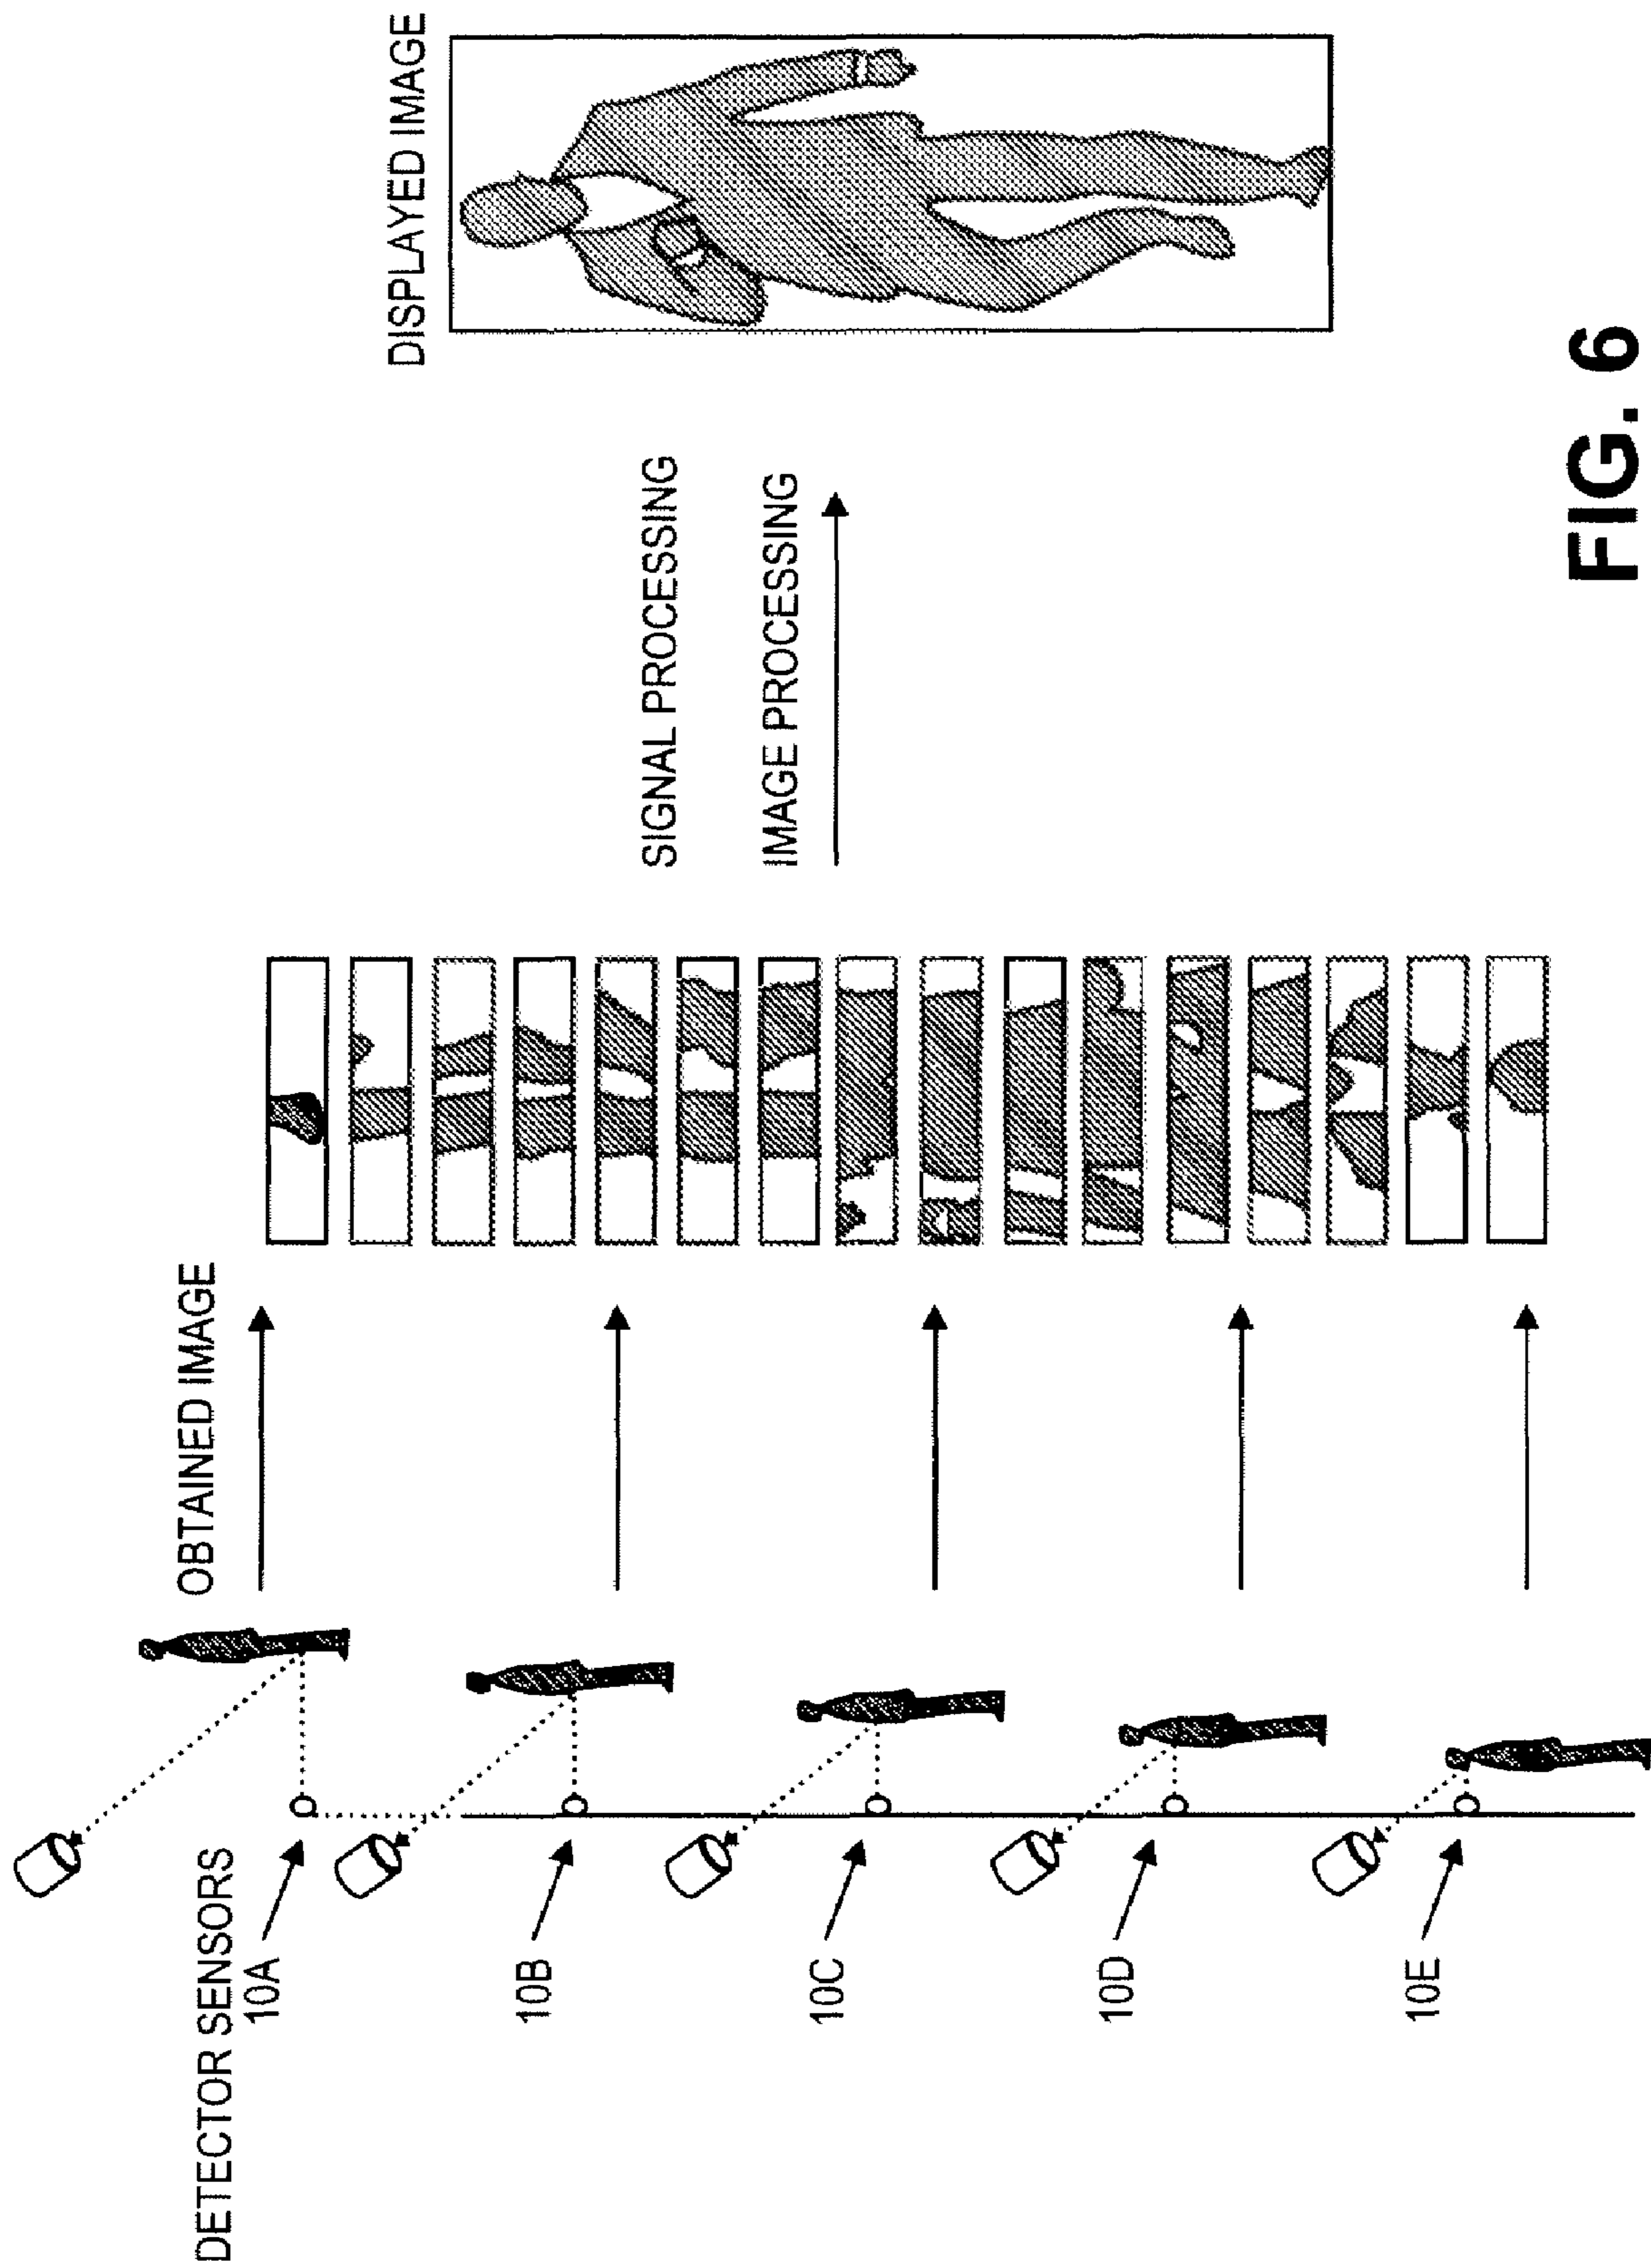 DETECTOR SENSORS
10A
10B
10C
10D
10E
OBTAINED IMAGE
SIGNAL PROCESSING
IMAGE PROCESSING
DISPLAYED IMAGE
FIG. 6